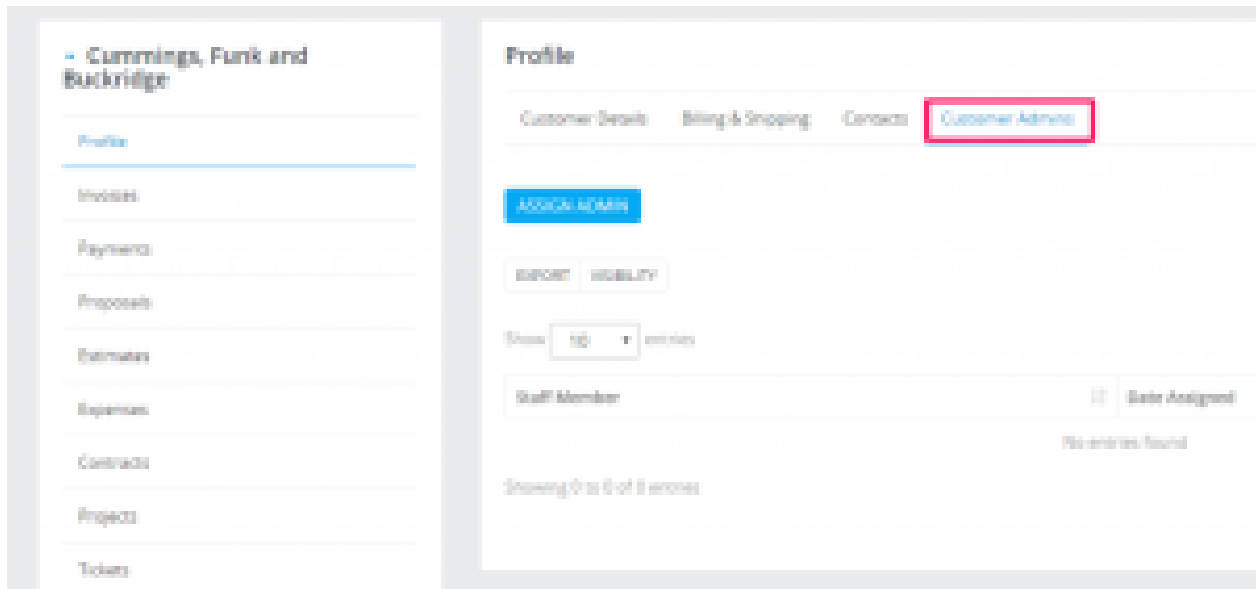 Cummings, Funk and
Buckridge
Profile
Invoices
Payments
Proposals
Estimates
Expenses
Contracts
Projects
Tickets
Profile
Customer Details Billing & Shipping Contacts Customer Admins
ASSIGN ADMIN
EXPORT VISIBILITY
Show 10 entries
Staff Member Date Assigned
No entries found
Showing 0 to 0 of 0 entries